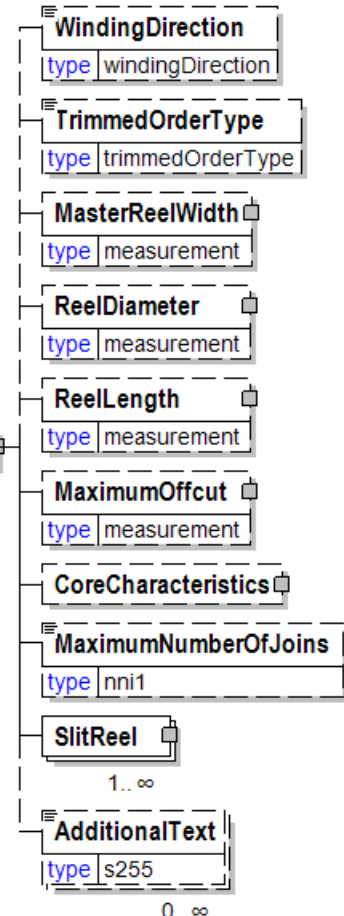 WindingDirection
type windingDirection
TrimmedOrderType
type trimmedOrderType
MasterReelWidth
type measurement
ReelDiameter
type measurement
ReelLength
type measurement
MaximumOffcut
type measurement
CoreCharacteristics
MaximumNumberOfJoins
type nni1
SlitReel
1.. ∞
AdditionalText
type s255
0.. ∞